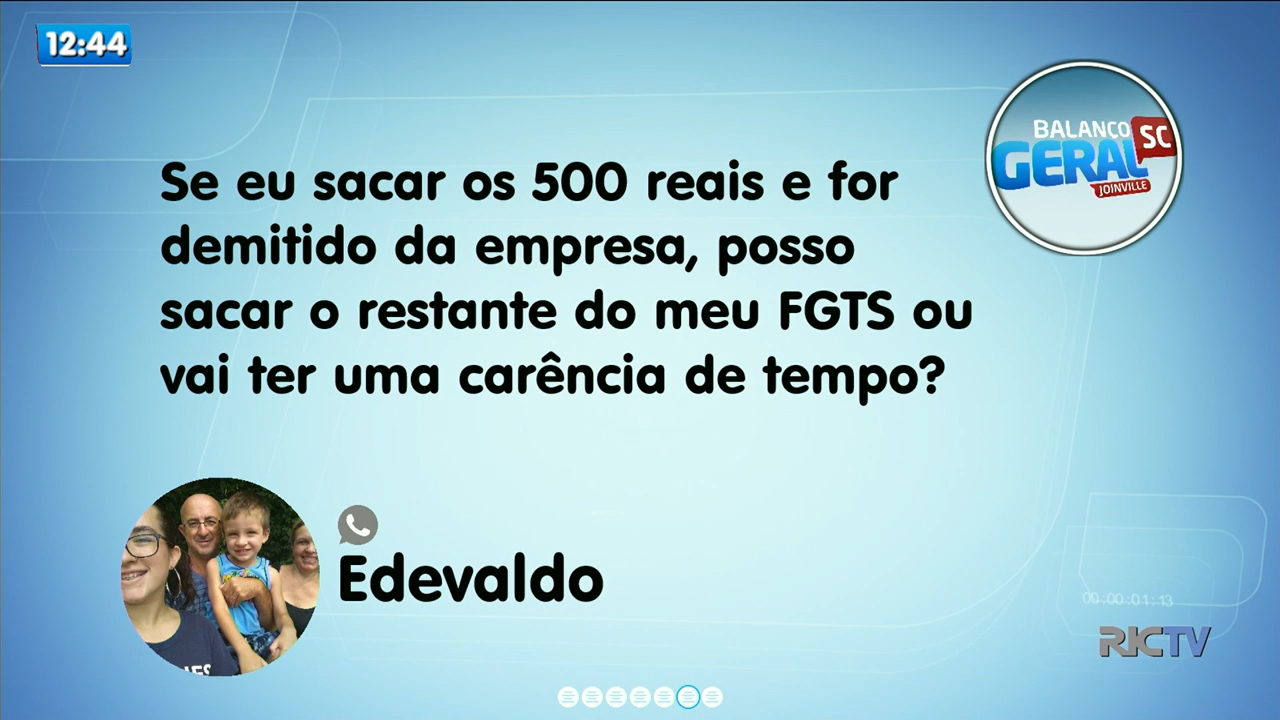 12:44
BALANÇO
GERAL SC
JOINVILLE
Se eu sacar os 500 reais e for
demitido da empresa, posso
sacar o restante do meu FGTS ou
vai ter uma carência de tempo?
Edevaldo
00:00:01:13
RICTV